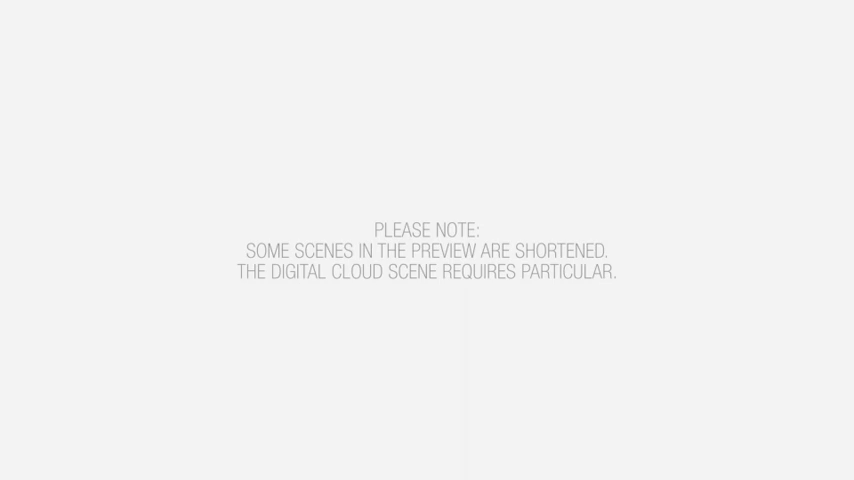 PLEASE NOTE:
SOME SCENES IN THE PREVIEW ARE SHORTENED.
THE DIGITAL CLOUD SCENE REQUIRES PARTICULAR.